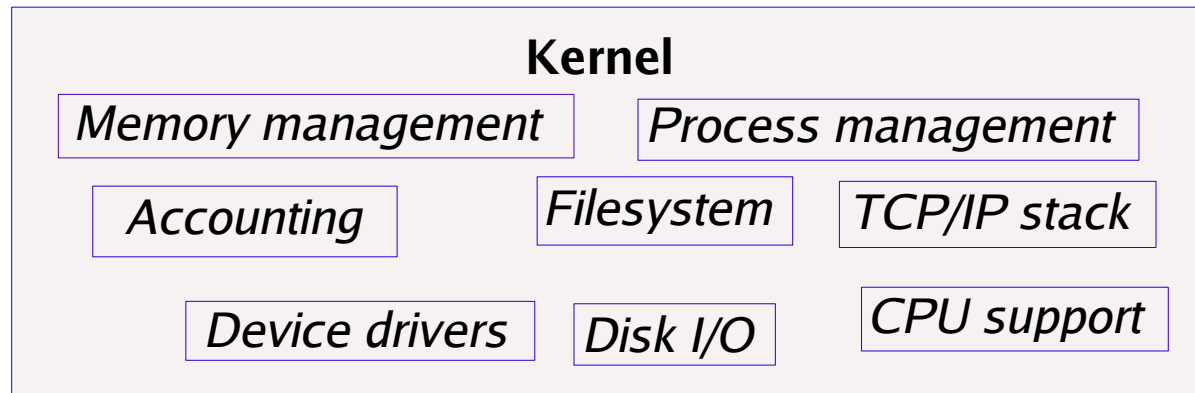 Kernel
Memory management
Process management
Accounting
Filesystem
TCP/IP stack
Device drivers
Disk I/O
CPU support